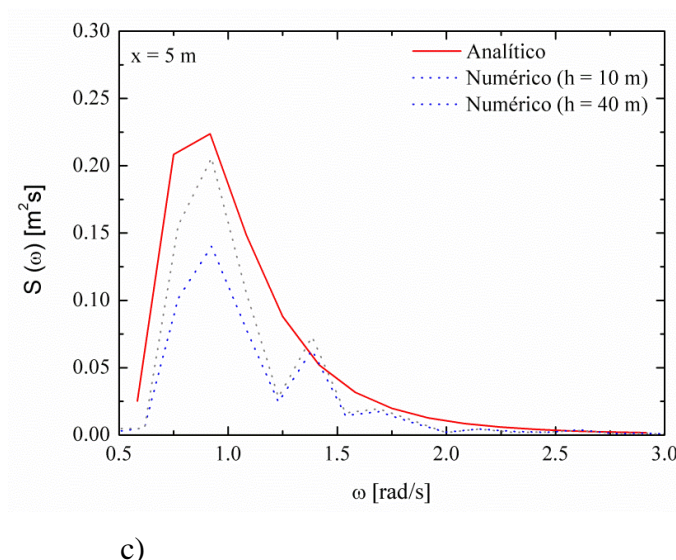 0.30
x = 5 m
Analítico
Numérico (h = 10 m)
Numérico (h = 40 m)
0.25
0.20
0.15
0.10
0.05
0.00
S (ω) [m²s]
0.5 1.0 1.5 2.0 2.5 3.0
ω [rad/s]
c)